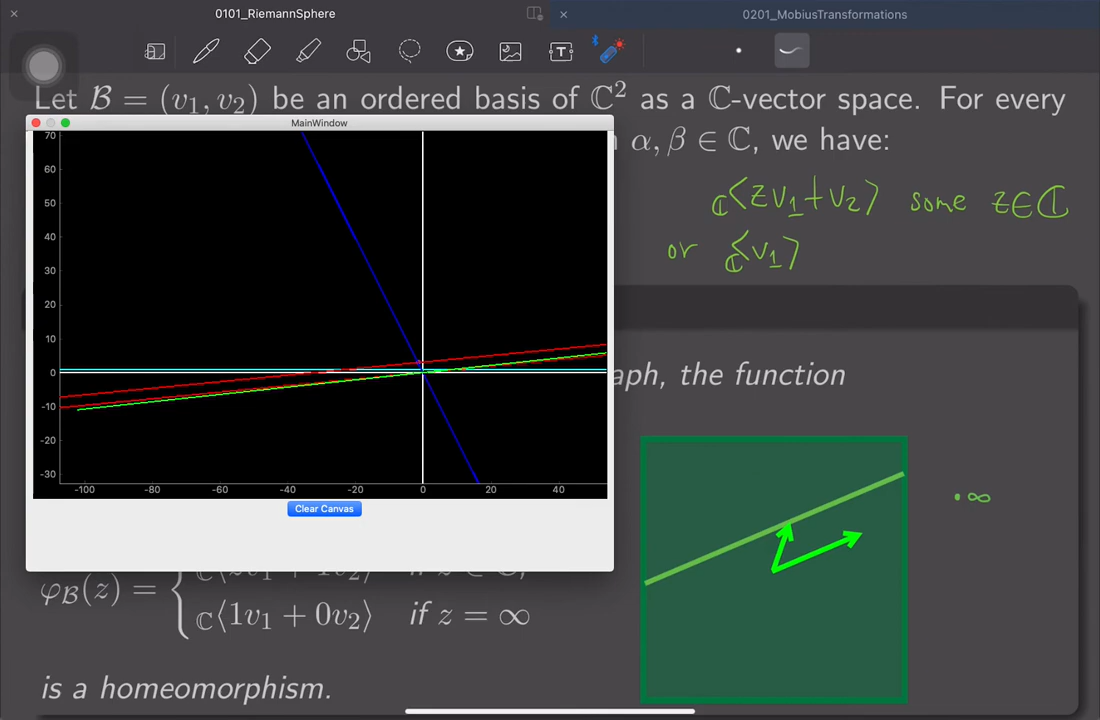 0101_RiemannSphere
0201_MobiusTransformations
T
Let ℬ = (v₁, v₂) be an ordered basis of ℂ² as a ℂ-vector space. For every
MainWindow
α, β ∈ ℂ, we have:
ℂ⟨zv₁+v₂⟩ some z∈ℂ
or ℂ⟨v₁⟩
70
60
50
40
30
20
10
0
-10
-20
-30
-100 -80 -60 -40 -20 0 20 40
Clear Canvas
aph, the function
·∞
φ_ℬ(z) = {
ℂ⟨1v₁ + 0v₂⟩ if z = ∞
is a homeomorphism.